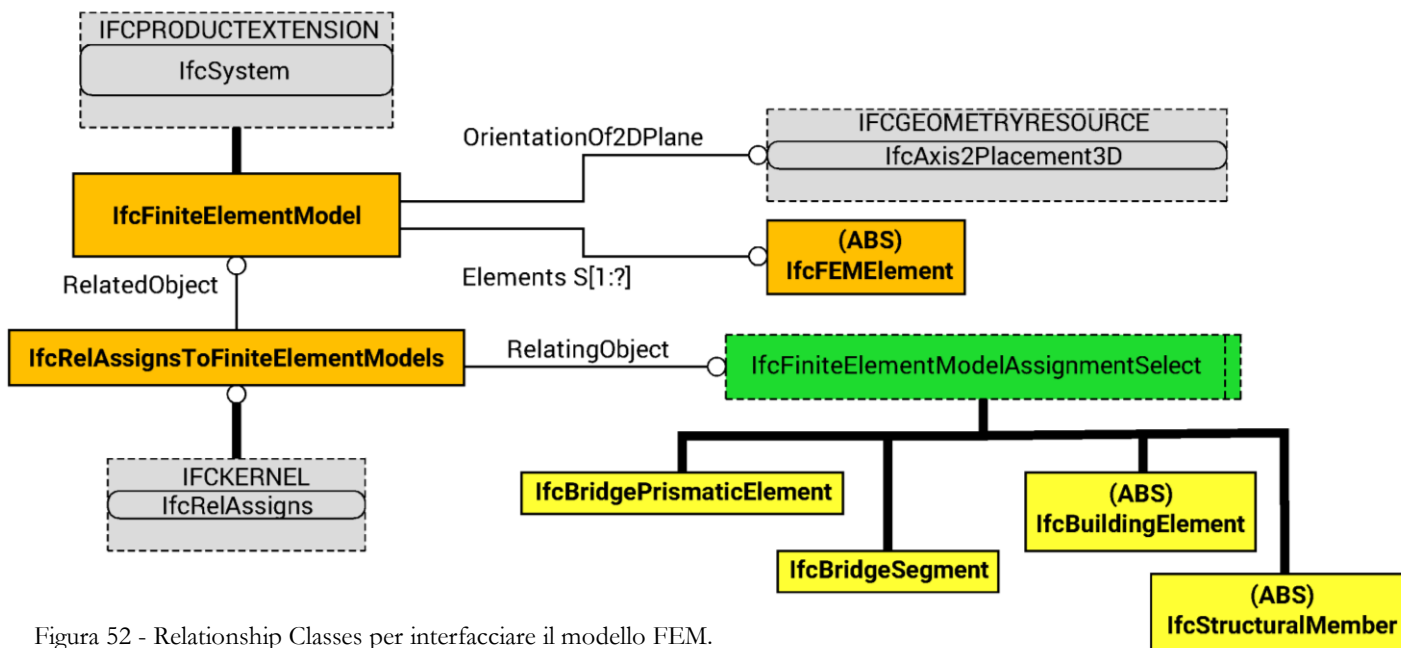 IFCPRODUCTEXTENSION
IfcSystem
OrientationOf2DPlane
IFCGEOMETRYRESOURCE
IfcAxis2Placement3D
IfcFiniteElementModel
(ABS)
IfcFEMElement
Elements S[1:?]
RelatedObject
IfcRelAssignsToFiniteElementModels
RelatingObject
IfcFiniteElementModelAssignmentSelect
IFCKERNEL
IfcRelAssigns
IfcBridgePrismaticElement
(ABS)
IfcBuildingElement
IfcBridgeSegment
(ABS)
IfcStructuralMember
Figura 52 - Relationship Classes per interfacciare il modello FEM.